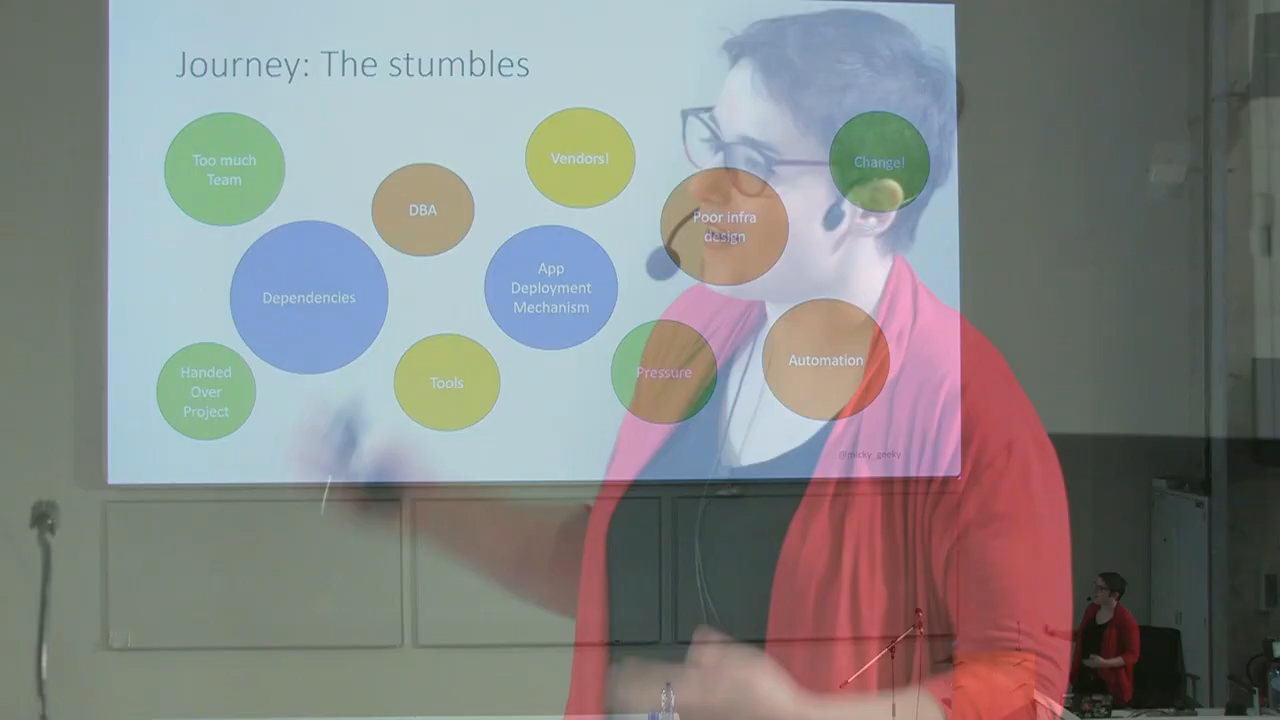 Journey: The stumbles
Too much
Team
DBA
Vendors!
Poor infra
design
Change!
Dependencies
App
Deployment
Mechanism
Handed
Over
Project
Tools
Pressure
Automation
@micky_geeky